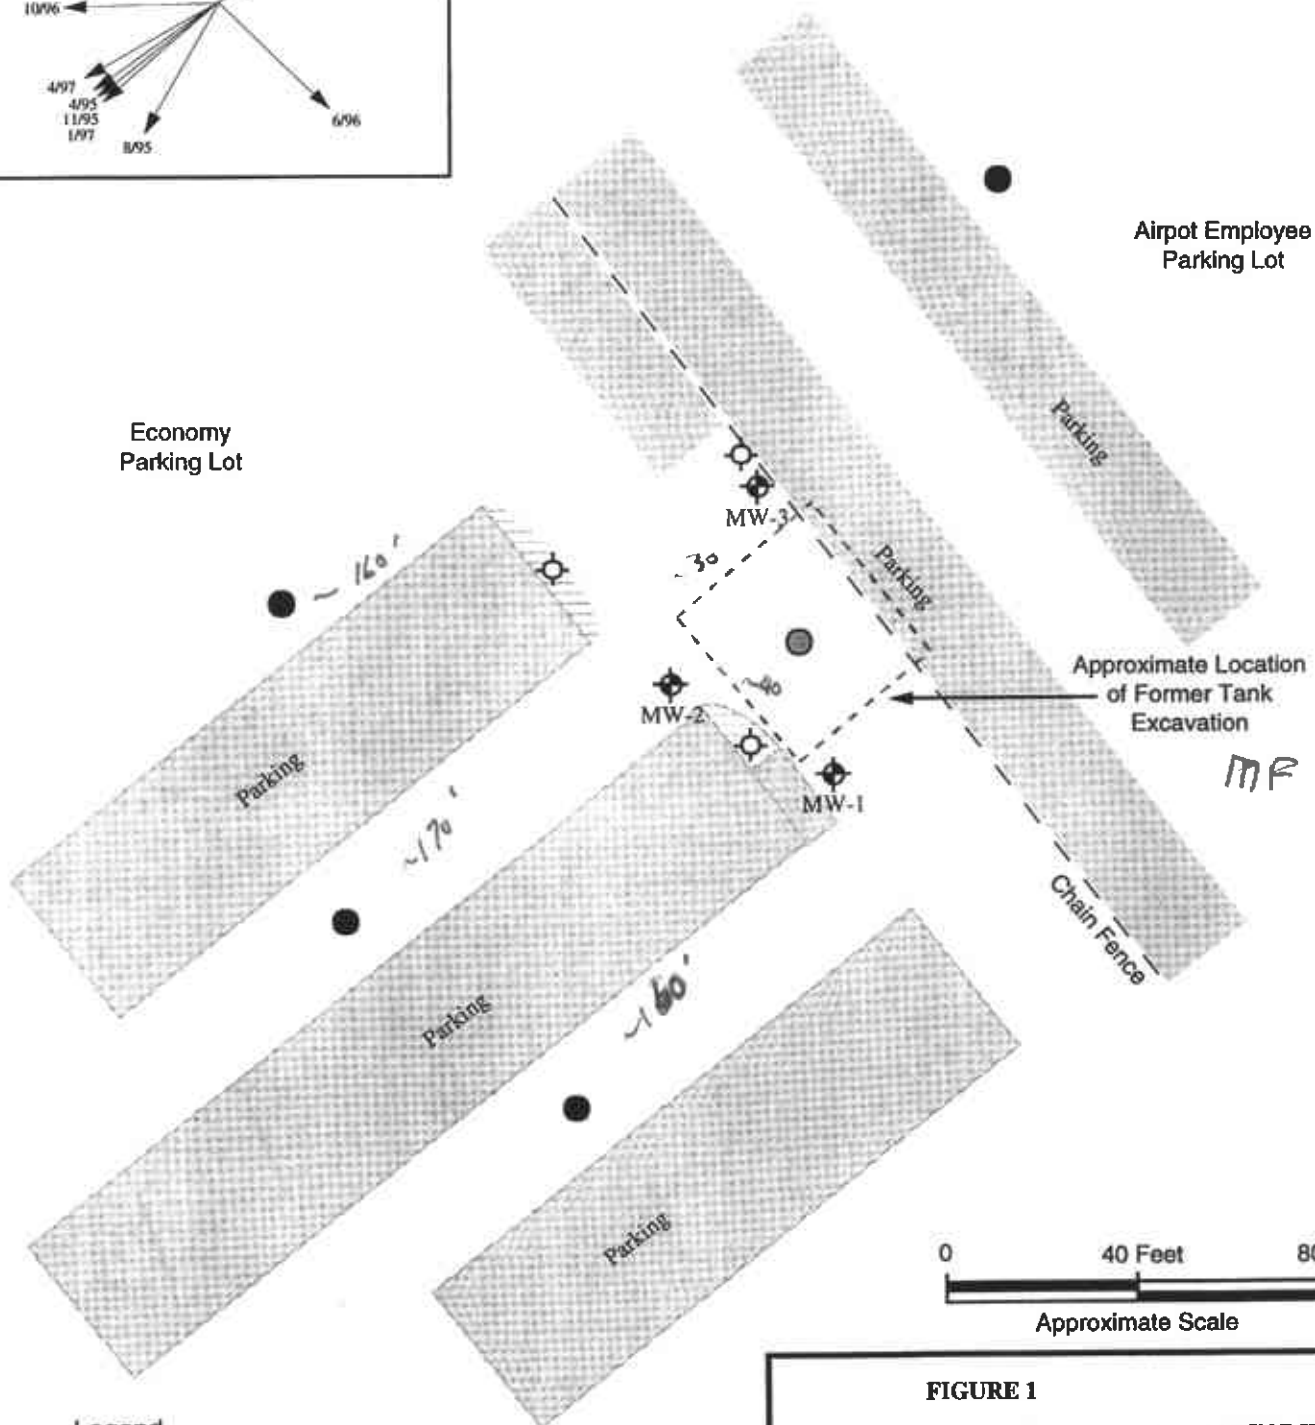 10/96
4/97
4/95
11/95
1/97
8/95
6/96
Airpot Employee
Parking Lot
Economy
Parking Lot
Parking
MW-3
~30
Parking
~160'
Approximate Location
of Former Tank
Excavation
~40
MW-2
MF
Parking
MW-1
~170'
Chain Fence
~160'
Parking
Parking
0
40 Feet
80
Approximate Scale
FIGURE 1
Legend